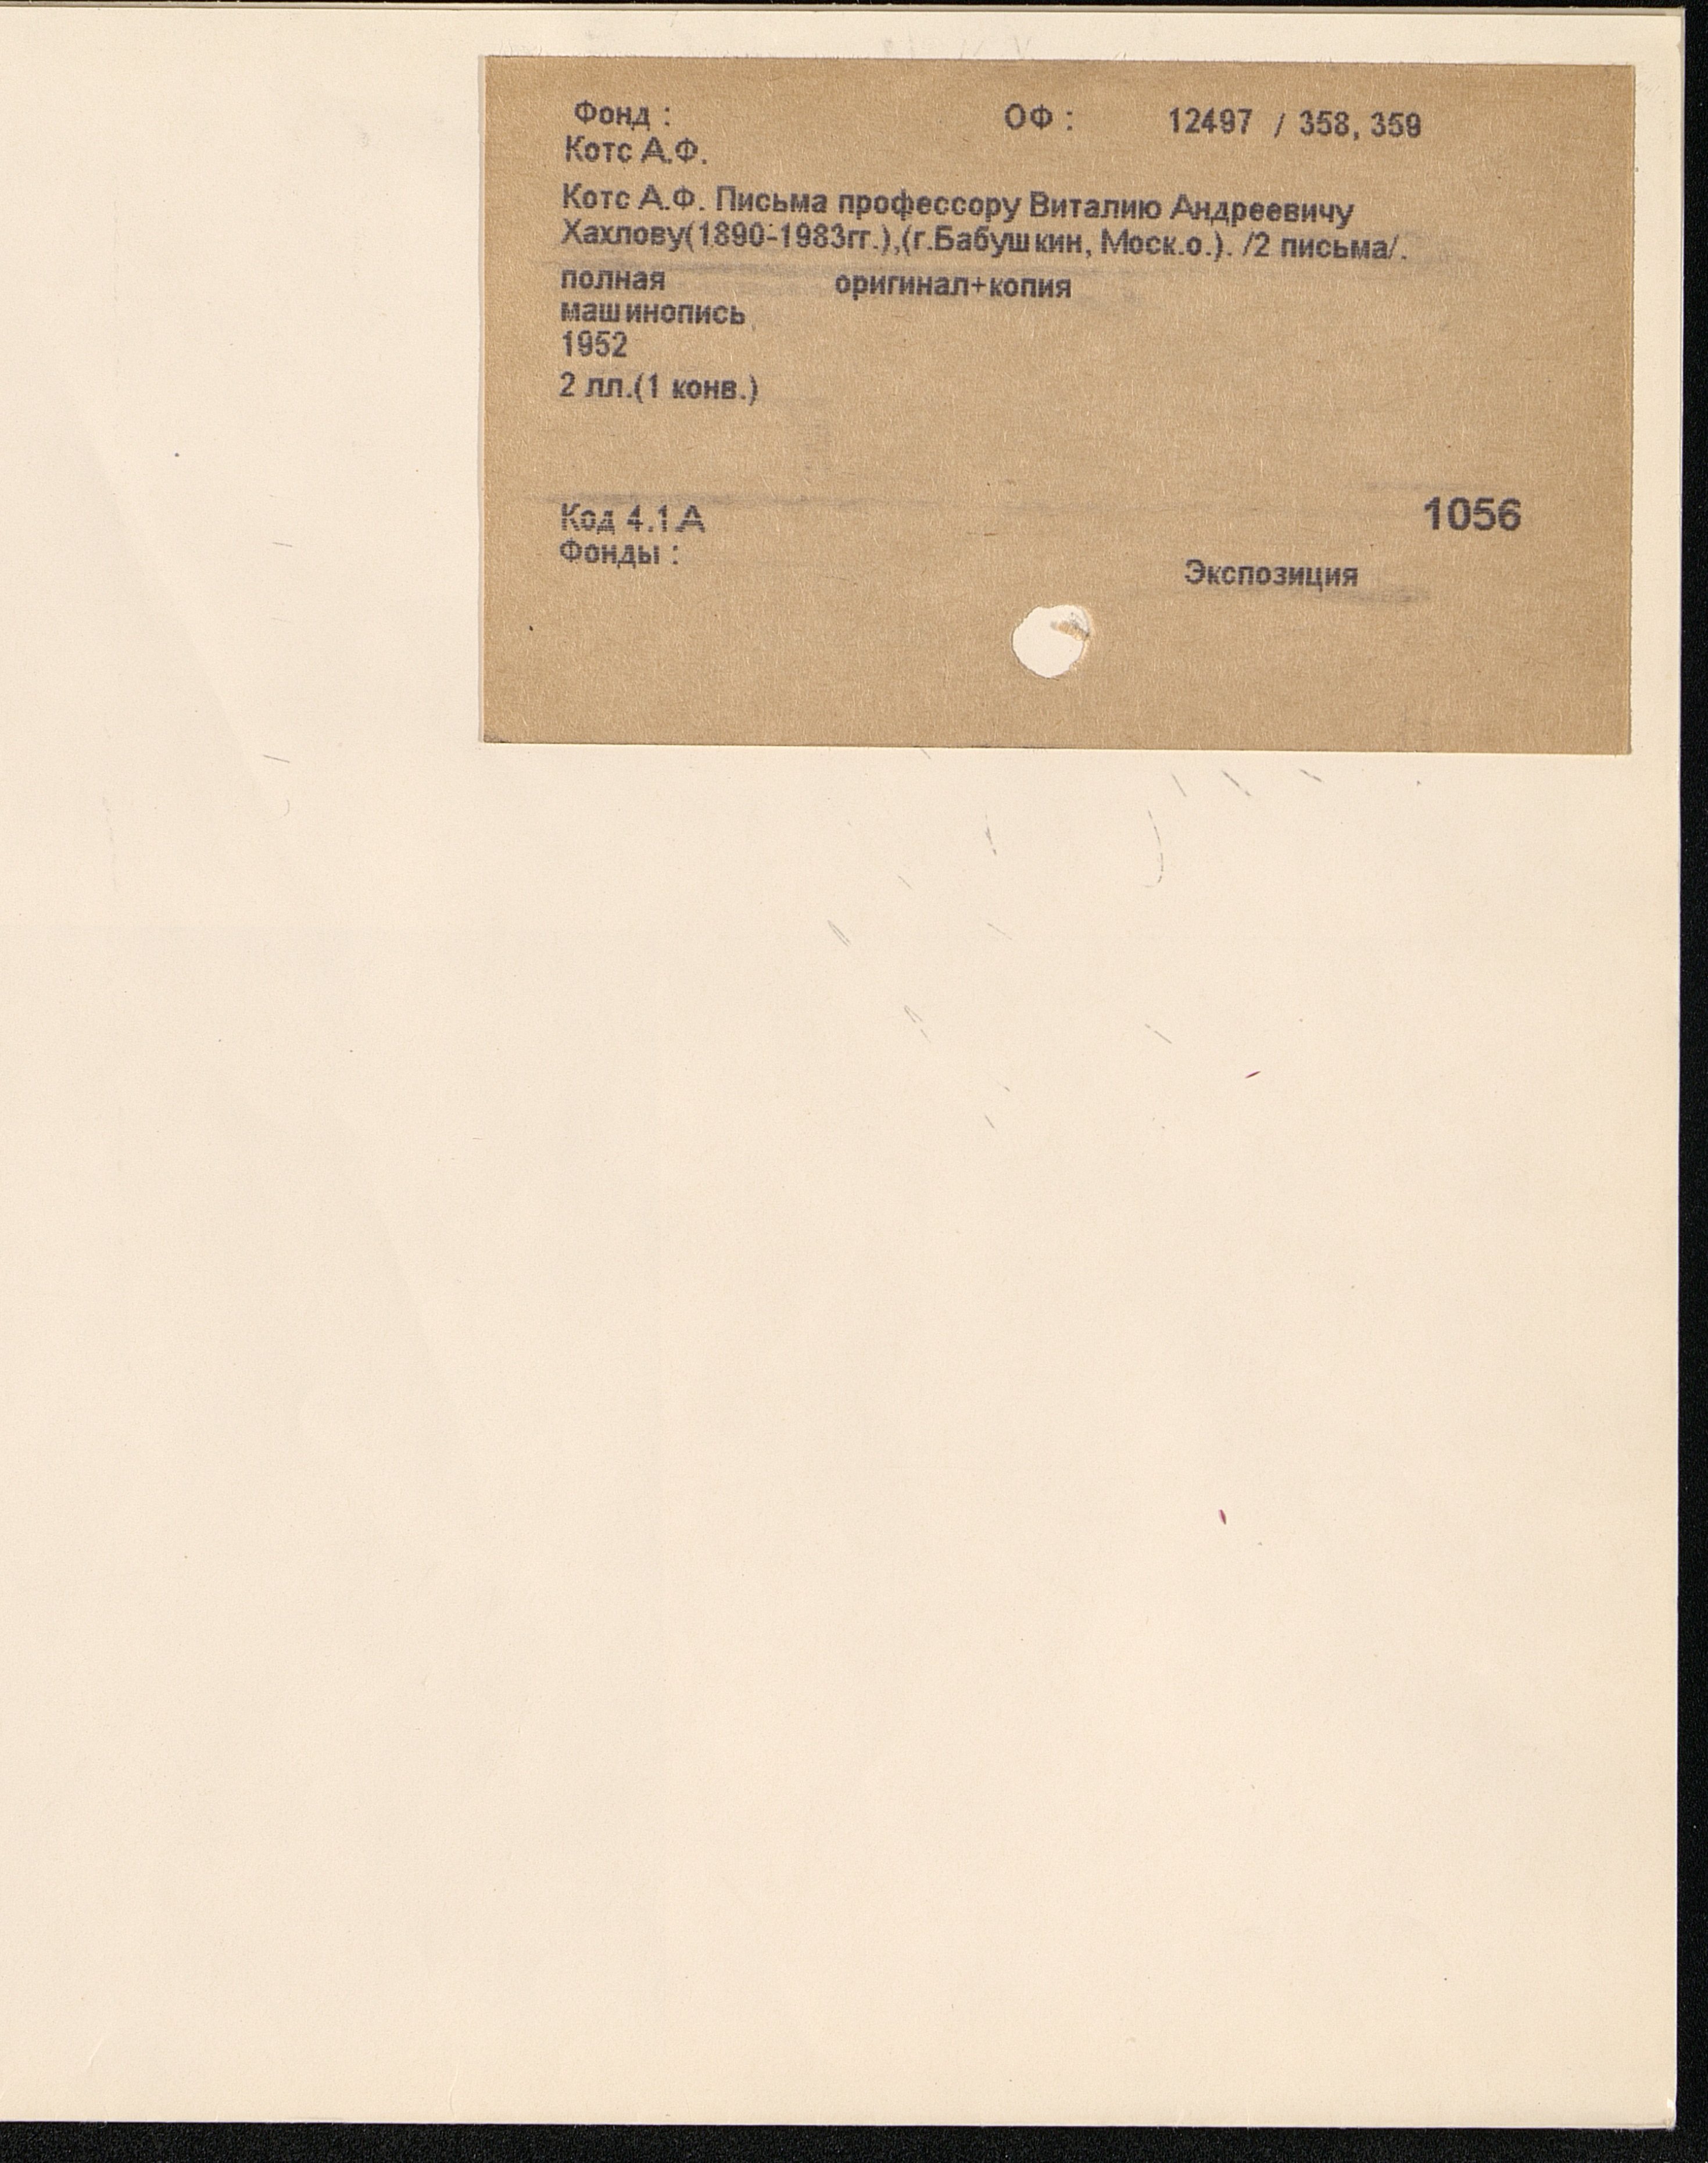 Фонд : ОФ : 12497 / 358, 359
Котс А.Ф.
Котс А.Ф. Письма профессору Виталию Андреевичу
Хахлову(1890-1983гг.),(г.Бабушкин, Моск.о.). /2 письма/.
полная оригинал+копия
машинопись
1952
2 лл.(1 конв.)
Код 4.1.А 1056
Фонды :
Экспозиция